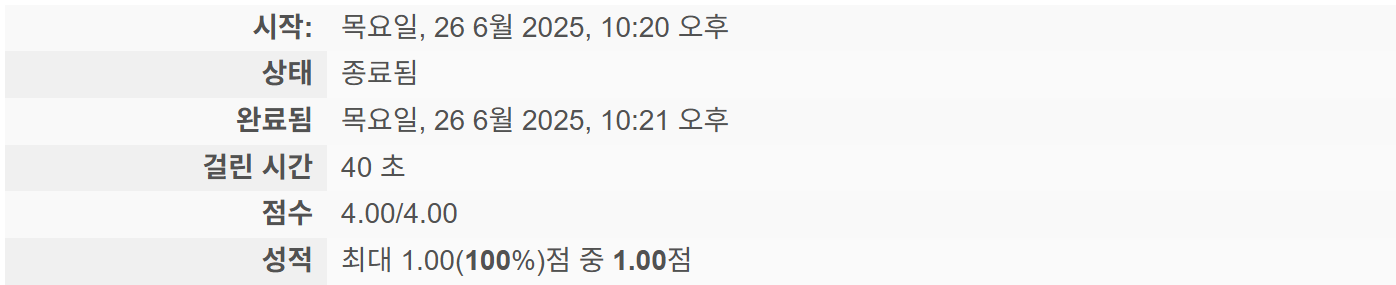 시작: 목요일, 26 6월 2025, 10:20 오후
상태 종료됨
완료됨 목요일, 26 6월 2025, 10:21 오후
걸린 시간 40 초
점수 4.00/4.00
성적 최대 1.00(100%)점 중 1.00점